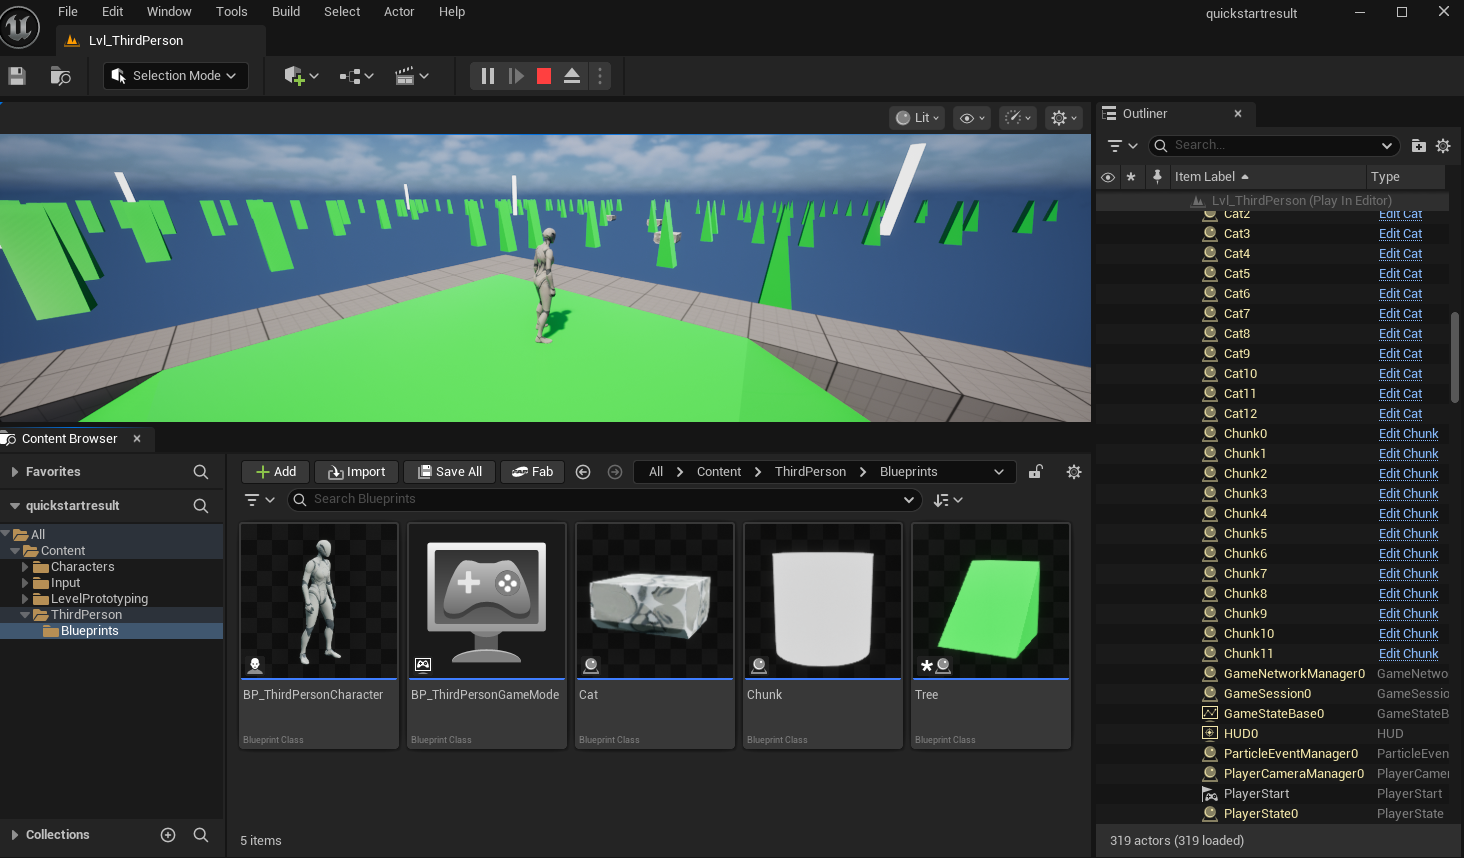 File Edit Window Tools Build Select Actor Help
quickstartresult
Lvl_ThirdPerson
Selection Mode
Lit
Outliner
Search...
Item Label Type
Lvl_ThirdPerson (Play In Editor)
Cat2 Edit Cat
Cat3 Edit Cat
Cat4 Edit Cat
Cat5 Edit Cat
Cat6 Edit Cat
Cat7 Edit Cat
Cat8 Edit Cat
Cat9 Edit Cat
Cat10 Edit Cat
Cat11 Edit Cat
Cat12 Edit Cat
Chunk0 Edit Chunk
Chunk1 Edit Chunk
Chunk2 Edit Chunk
Chunk3 Edit Chunk
Chunk4 Edit Chunk
Chunk5 Edit Chunk
Chunk6 Edit Chunk
Chunk7 Edit Chunk
Chunk8 Edit Chunk
Chunk9 Edit Chunk
Chunk10 Edit Chunk
Chunk11 Edit Chunk
GameNetworkManager0 GameNetwo
GameSession0 GameSessio
GameStateBase0 GameStateB
HUD0 HUD
ParticleEventManager0 ParticleEven
PlayerCameraManager0 PlayerCamer
PlayerStart PlayerStart
PlayerState0 PlayerState
319 actors (319 loaded)
Content Browser
Favorites
quickstartresult
All
Content
Characters
Input
LevelPrototyping
ThirdPerson
Blueprints
Collections
Add Import Save All Fab All Content ThirdPerson Blueprints
Search Blueprints
BP_ThirdPersonCharacter
Blueprint Class
BP_ThirdPersonGameMode
Blueprint Class
Cat
Blueprint Class
Chunk
Blueprint Class
Tree
Blueprint Class
5 items